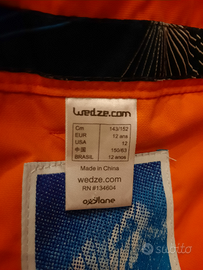 wedze.com
Cm 143/152
EUR 12 ans
USA 12
中国 150/63
BRASIL 12 anos
Made in China
wedze.com
RN #134604
oxylane
subito